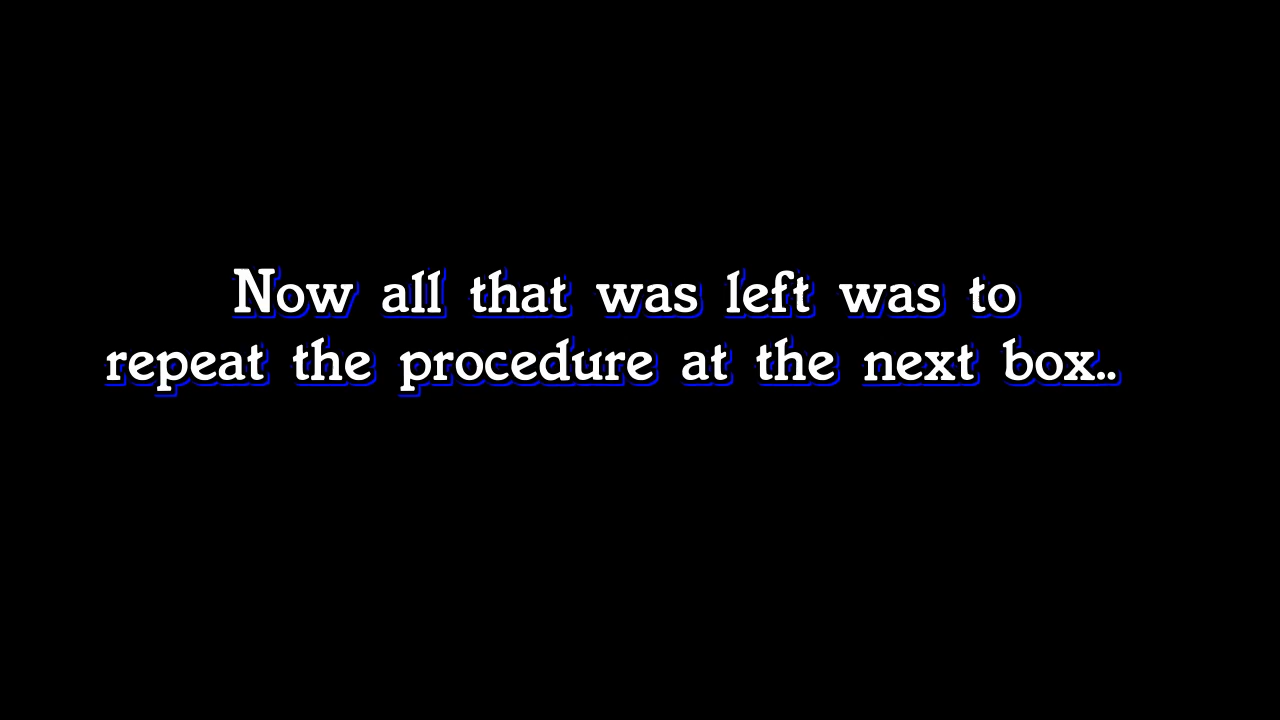 Now all that was left was to
repeat the procedure at the next box..